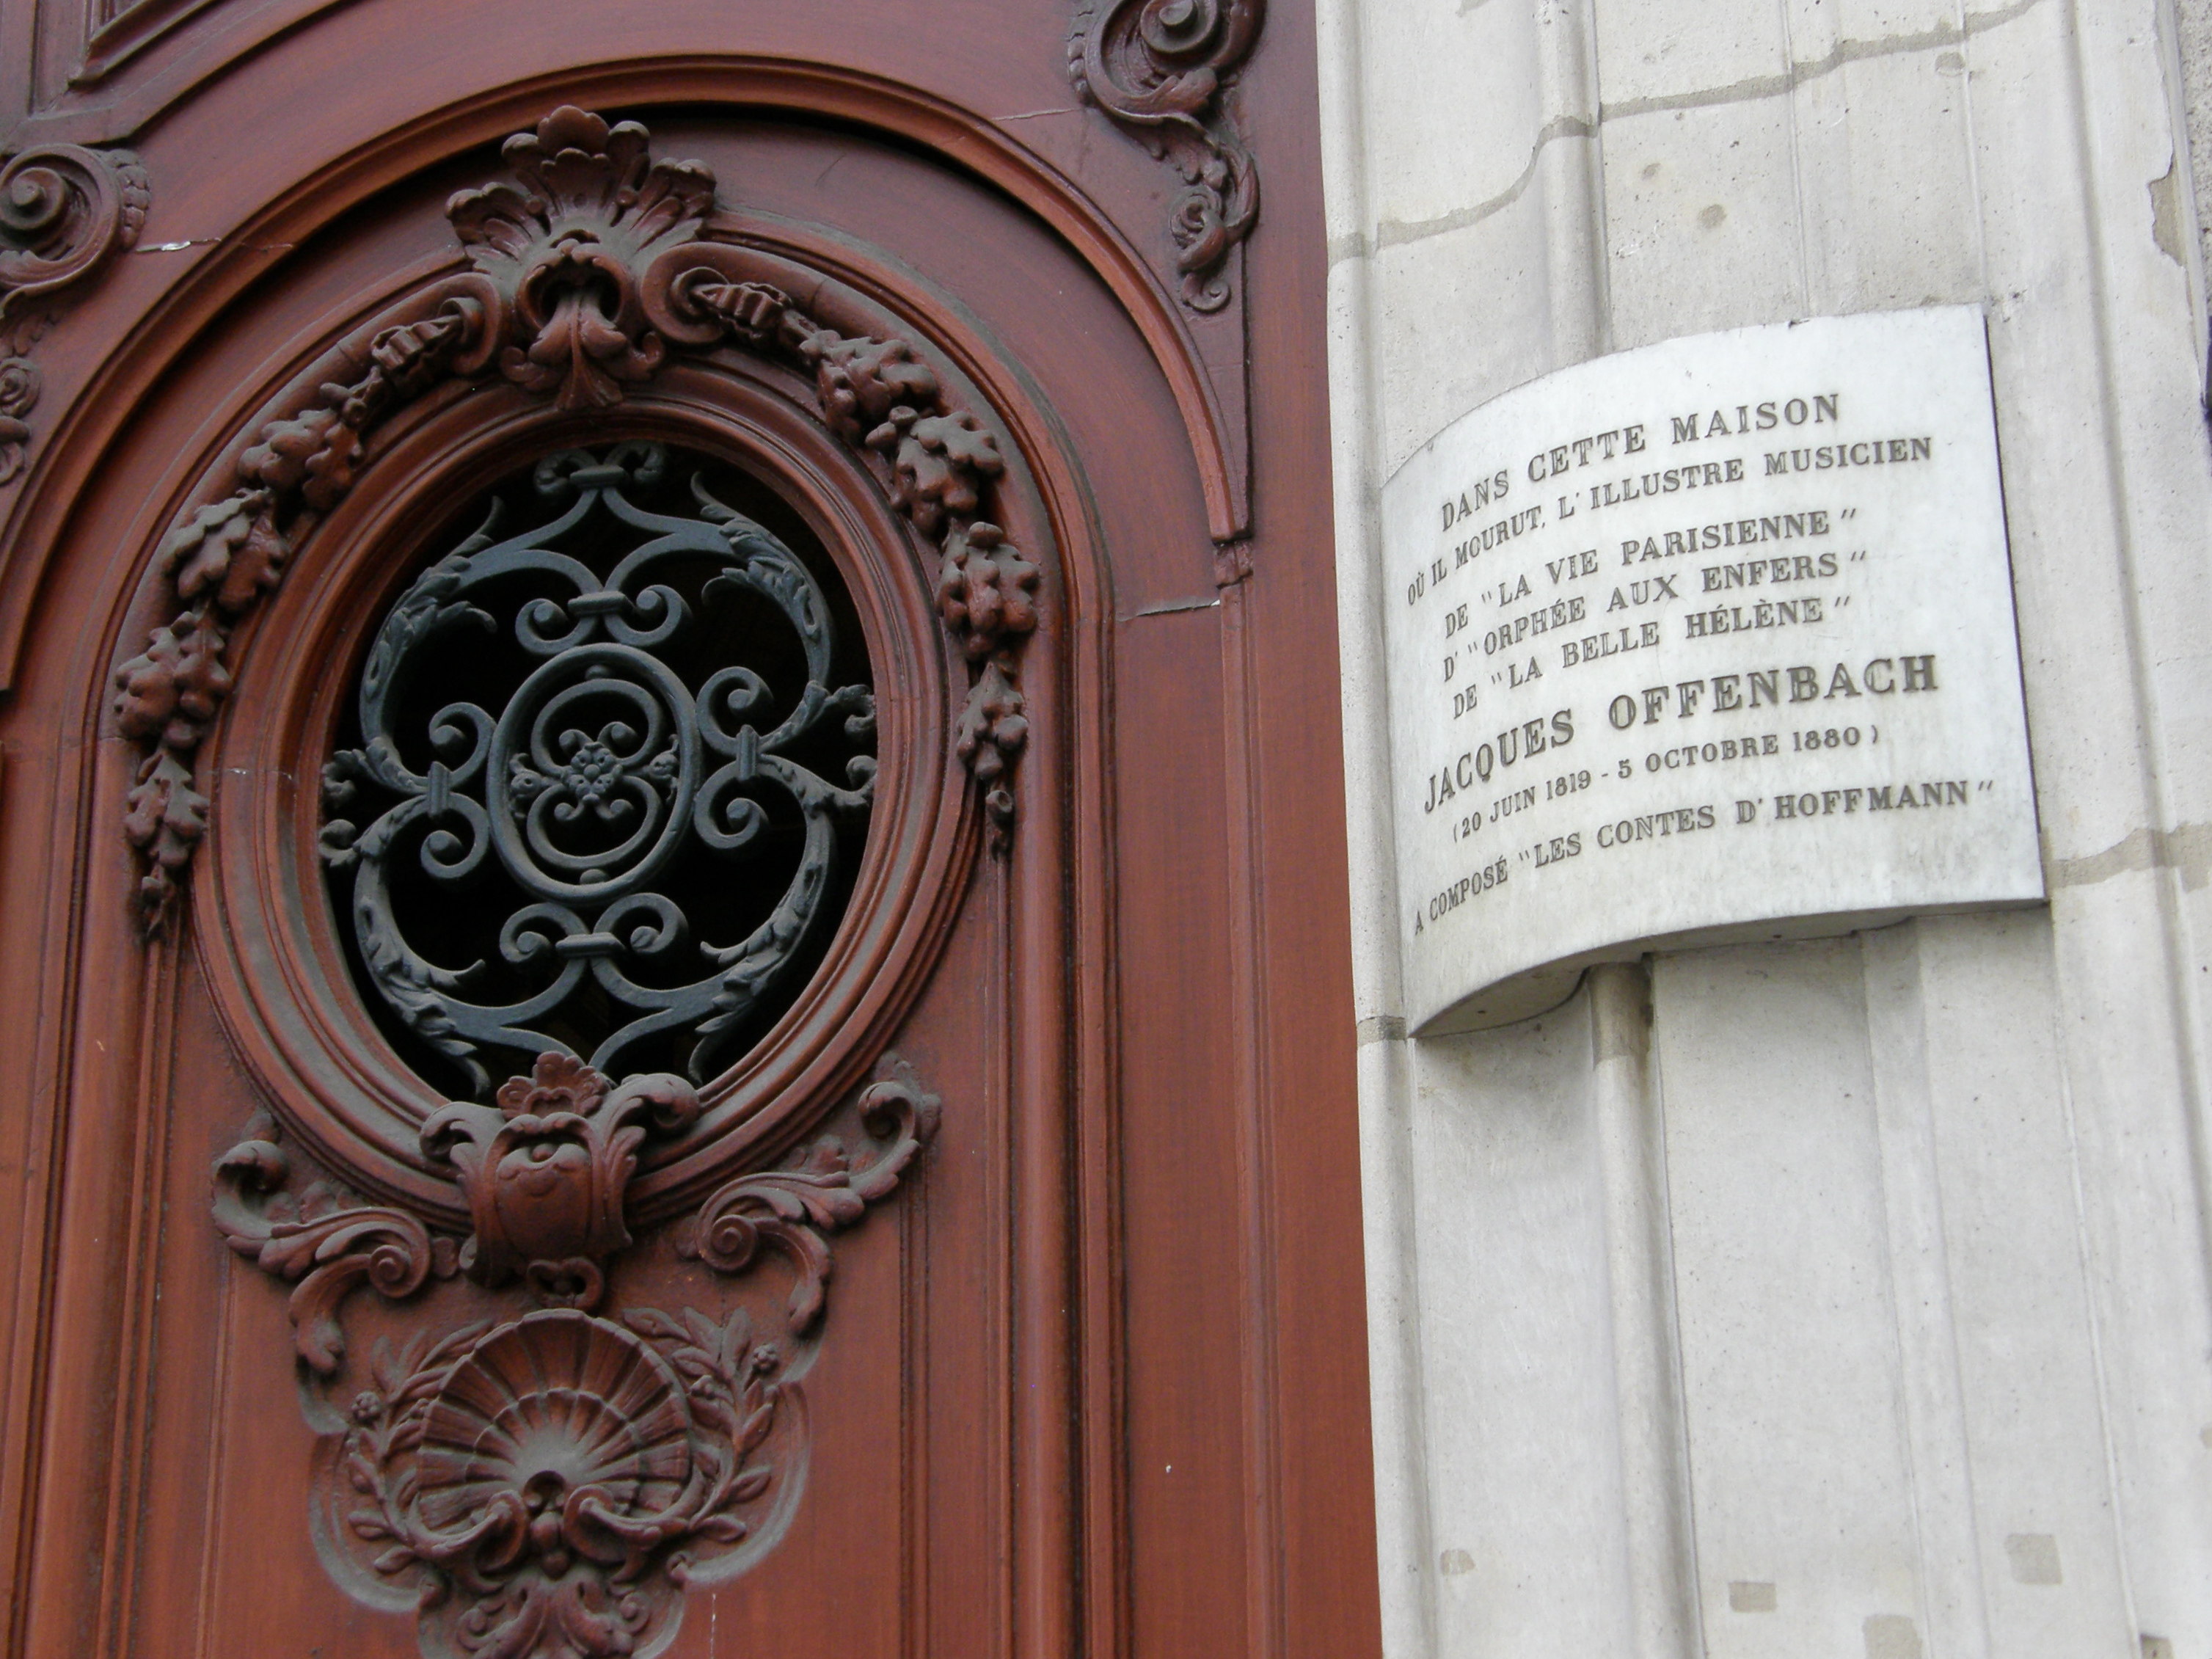 DANS CETTE MAISON
OÙ IL MOURUT, L'ILLUSTRE MUSICIEN
DE "LA VIE PARISIENNE"
D'"ORPHÉE AUX ENFERS"
DE "LA BELLE HÉLÈNE"
JACQUES OFFENBACH
(20 JUIN 1819 - 5 OCTOBRE 1880)
A COMPOSÉ "LES CONTES D'HOFFMANN"